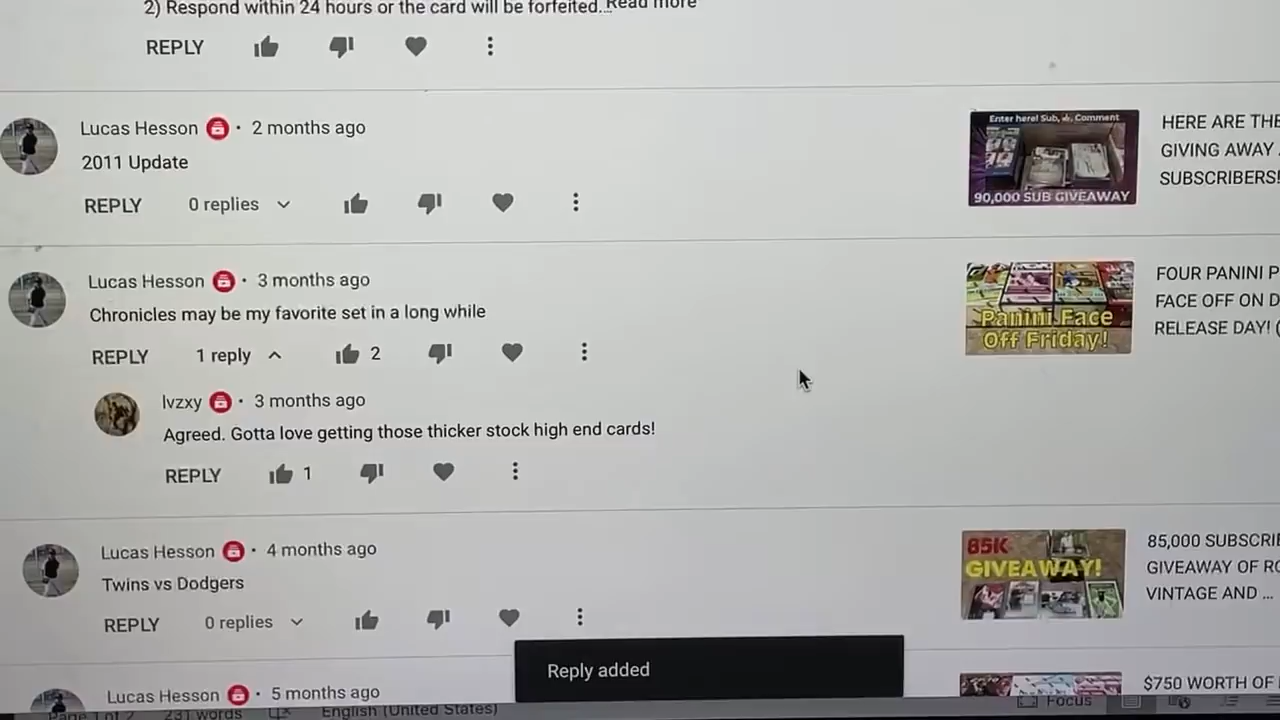 2) Respond within 24 hours or the card will be forfeited...Read more
REPLY
Lucas Hesson • 2 months ago
2011 Update
REPLY 0 replies
Enter here! Sub, Comment
90,000 SUB GIVEAWAY
HERE ARE THE
GIVING AWAY
SUBSCRIBERS!
Lucas Hesson • 3 months ago
Chronicles may be my favorite set in a long while
REPLY 1 reply 2
Panini Face
Off Friday!
FOUR PANINI P
FACE OFF ON D
RELEASE DAY! (
lvzxy • 3 months ago
Agreed. Gotta love getting those thicker stock high end cards!
REPLY 1
Lucas Hesson • 4 months ago
Twins vs Dodgers
REPLY 0 replies
85K
GIVEAWAY!
85,000 SUBSCRIE
GIVEAWAY OF RO
VINTAGE AND ...
Reply added
Lucas Hesson • 5 months ago
$750 WORTH OF
Page 1 of 2 231 words English (United States) Focus